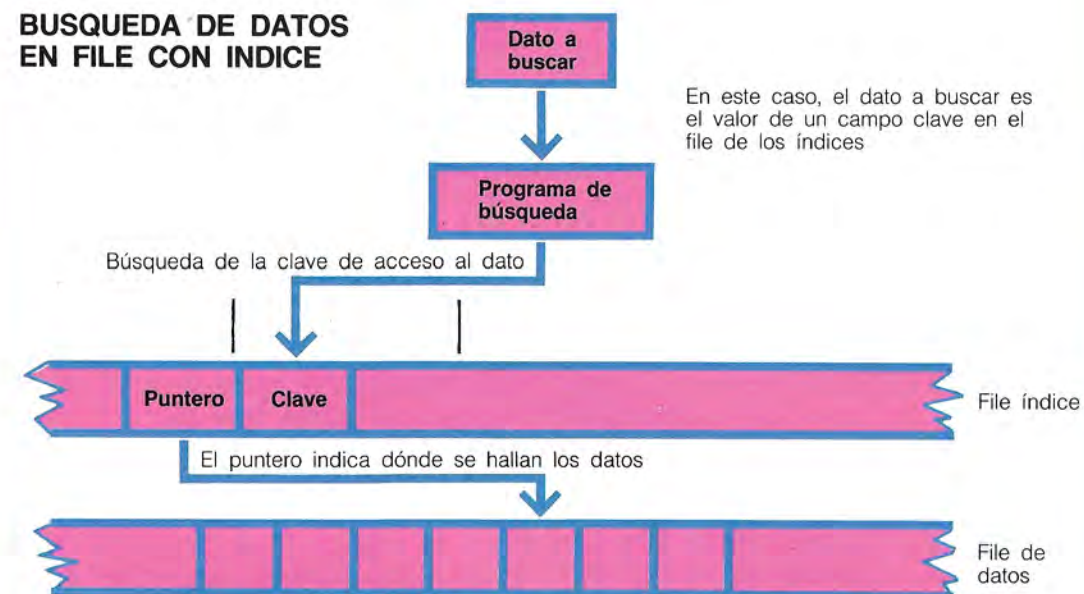 BUSQUEDA DE DATOS
EN FILE CON INDICE
Dato a
buscar
En este caso, el dato a buscar es
el valor de un campo clave en el
file de los índices
Programa de
búsqueda
Búsqueda de la clave de acceso al dato
Puntero
Clave
File índice
El puntero indica dónde se hallan los datos
File de
datos